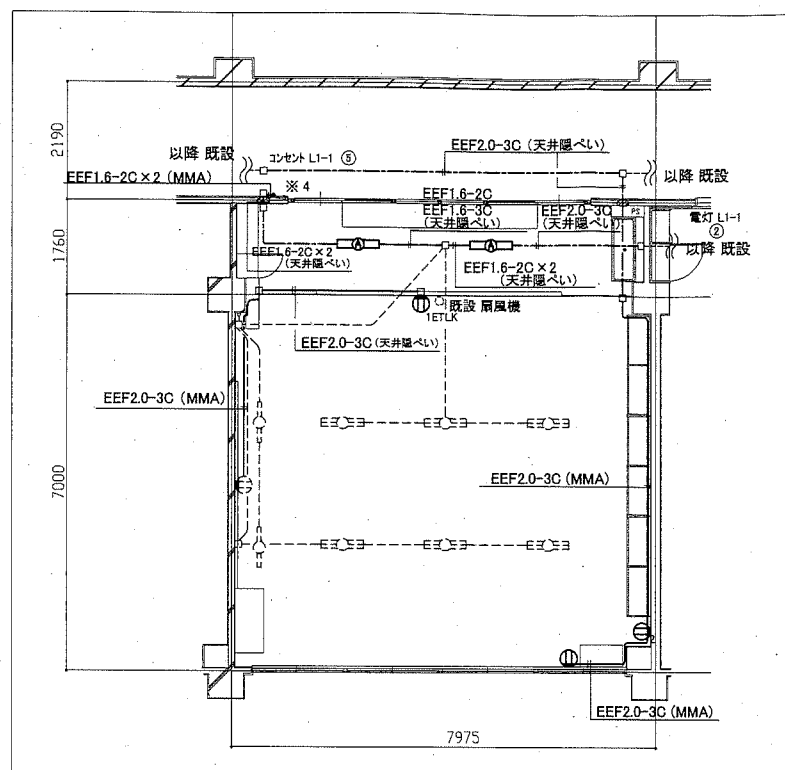 EEF2.0-3C (天井隠ぺい)
以降 既設
コンセント L1-1 ⑤
以降 既設
EEF1.6-2C×2 (MMA)
※ 4
EEF1.6-2C
EEF1.6-3C
(天井隠ぺい)
EEF2.0-3C
(天井隠ぺい)
PS
電灯 L1-1
②
以降 既設
EEF1.6-2C×2
(天井隠ぺい)
EEF1.6-2C×2
(天井隠ぺい)
既設 扇風機
1ETLK
EEF2.0-3C (天井隠ぺい)
EEF2.0-3C (MMA)
EEF2.0-3C (MMA)
EEF2.0-3C (MMA)
2190
1760
7000
7975